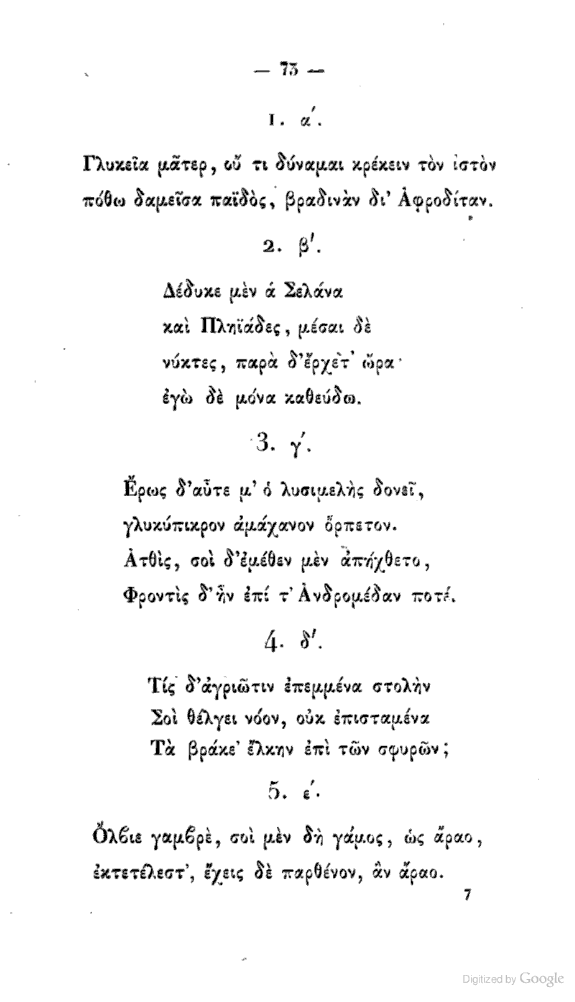 — 73 —
1. α΄.
Γλυκεῖα μᾶτερ, οὔ τι δύναμαι κρέκειν τὸν ἱστὸν
πόθω δαμεῖσα παϊδὸς, βραδινὰν δι' Ἀφροδίταν.
2. β΄.
Δέδυκε μὲν ἁ Σελάνα
καὶ Πληϊάδες, μέσαι δὲ
νύκτες, παρὰ δ'ἔρχετ' ὥρα·
ἐγὼ δὲ μόνα καθεύδω.
3. γ΄.
Ἔρως δ'αὖτε μ' ὁ λυσιμελὴς δονεῖ,
γλυκύπικρον ἀμάχανον ὄρπετον.
Ἀτθὶς, σοὶ δ'ἐμέθεν μὲν ἀπήχθετο,
Φροντὶς δ' ἦν ἐπί τ' Ἀνδρομέδαν ποτέ.
4. δ΄.
Τίς δ'ἀγριῶτιν ἐπεμμένα στολὴν
Σοὶ θέλγει νόον, οὐκ ἐπισταμένα
Τὰ βράκε' ἕλκην ἐπὶ τῶν σφυρῶν;
5. ε΄.
Ὄλϐιε γαμϐρὲ, σοὶ μὲν δὴ γάμος, ὡς ἄραο,
ἐκτετέλεστ', ἔχεις δὲ παρθένον, ἂν ἄραο.
7
Digitized by Google